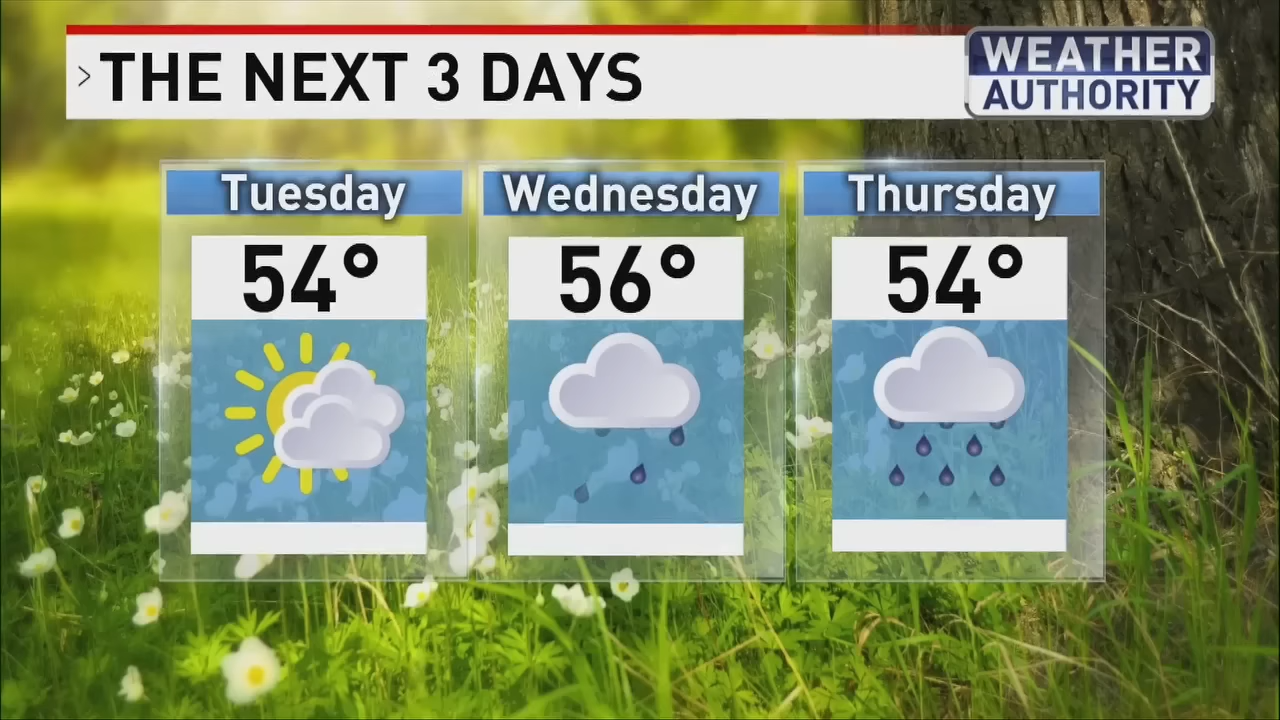 > THE NEXT 3 DAYS
WEATHER
AUTHORITY
Tuesday
Wednesday
Thursday
54°
56°
54°